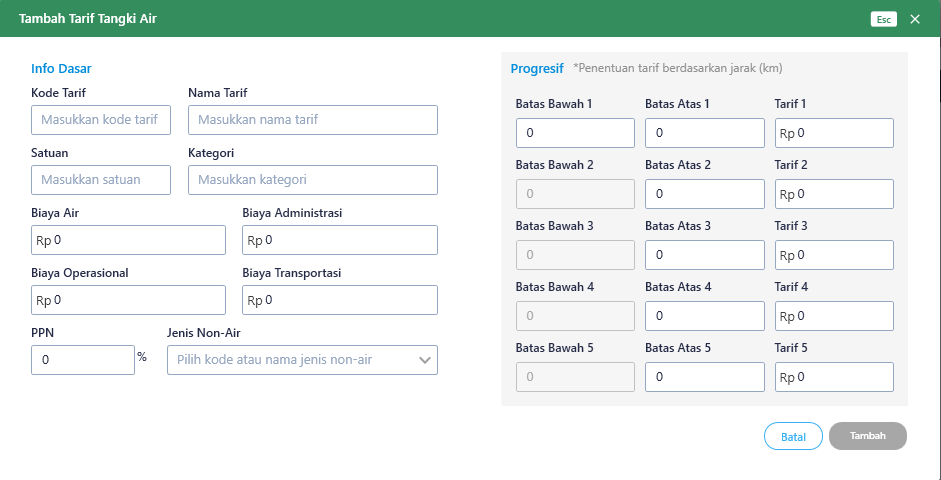 Tambah Tarif Tangki Air
Esc
Info Dasar
Kode Tarif
Nama Tarif
Masukkan kode tarif
Masukkan nama tarif
Satuan
Kategori
Masukkan satuan
Masukkan kategori
Biaya Air
Biaya Administrasi
Rp 0
Rp 0
Biaya Operasional
Biaya Transportasi
Rp 0
Rp 0
PPN
Jenis Non-Air
0
%
Pilih kode atau nama jenis non-air
Progresif *Penentuan tarif berdasarkan jarak (km)
Batas Bawah 1
Batas Atas 1
Tarif 1
0
0
Rp 0
Batas Bawah 2
Batas Atas 2
Tarif 2
0
0
Rp 0
Batas Bawah 3
Batas Atas 3
Tarif 3
0
0
Rp 0
Batas Bawah 4
Batas Atas 4
Tarif 4
0
0
Rp 0
Batas Bawah 5
Batas Atas 5
Tarif 5
0
0
Rp 0
Batal
Tambah